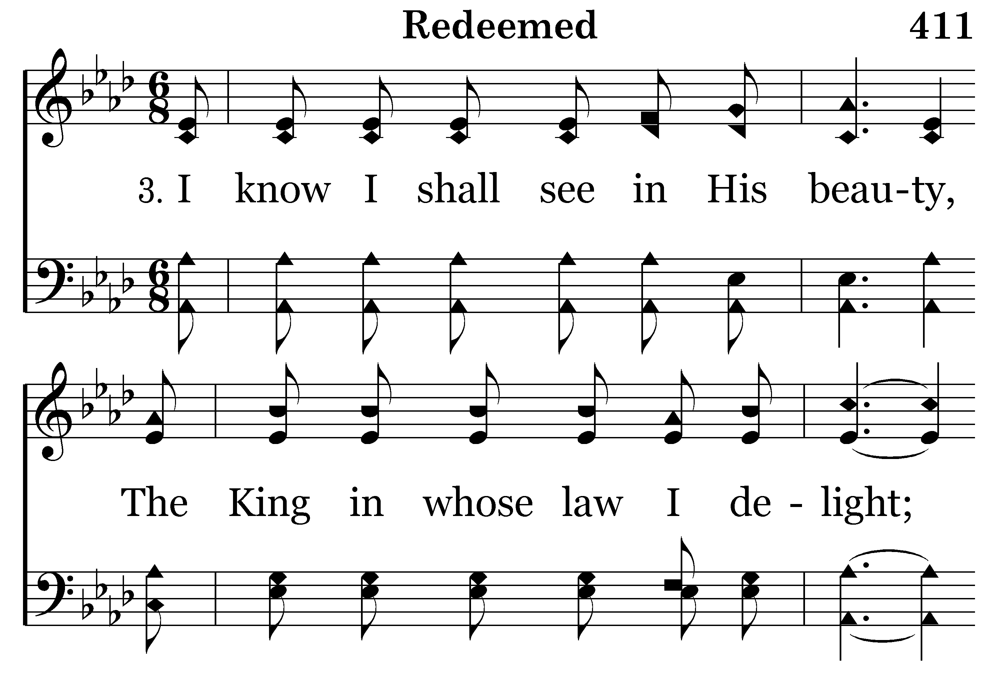 Redeemed 411
3. I know I shall see in His beau-ty,
The King in whose law I de - light;